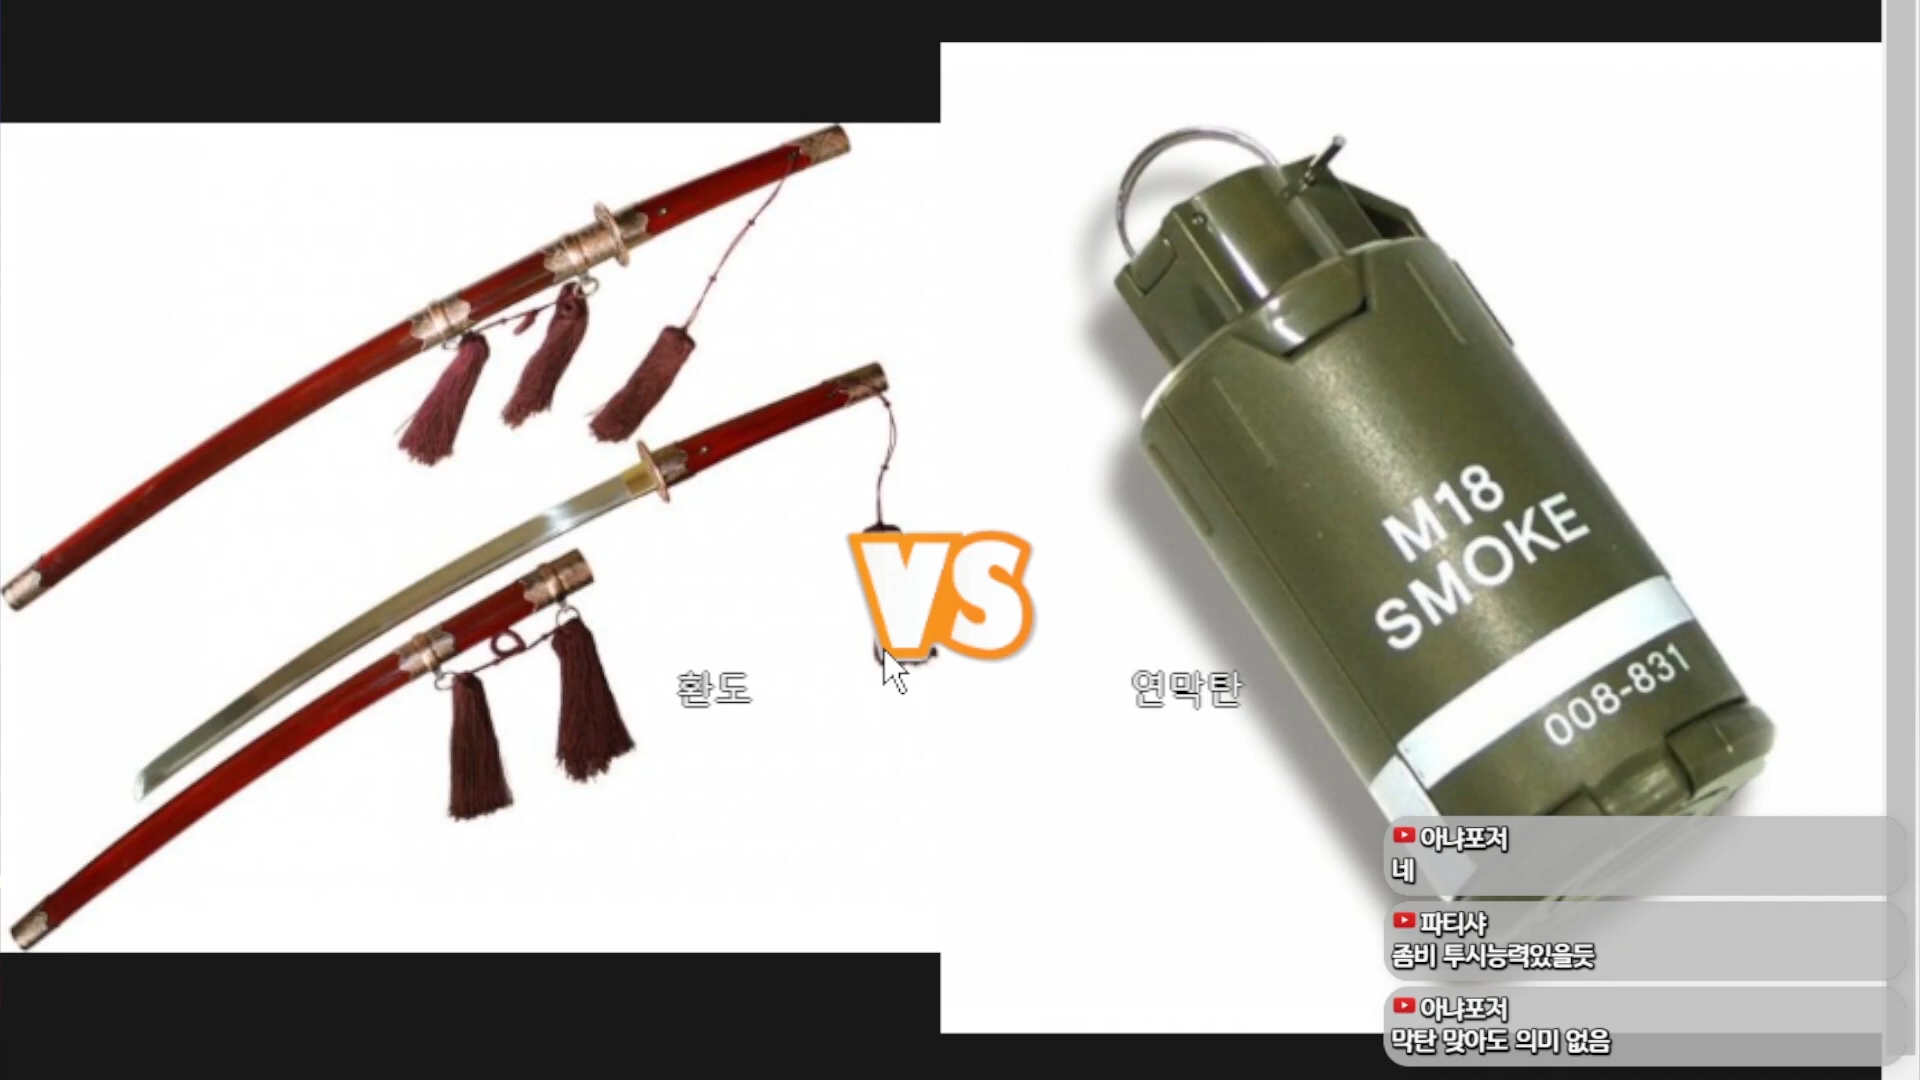 M18
SMOKE
008-831
VS
환도
연막탄
아냐포저
네
파티샤
좀비 투시능력있을듯
아냐포저
막탄 맞아도 의미 없음